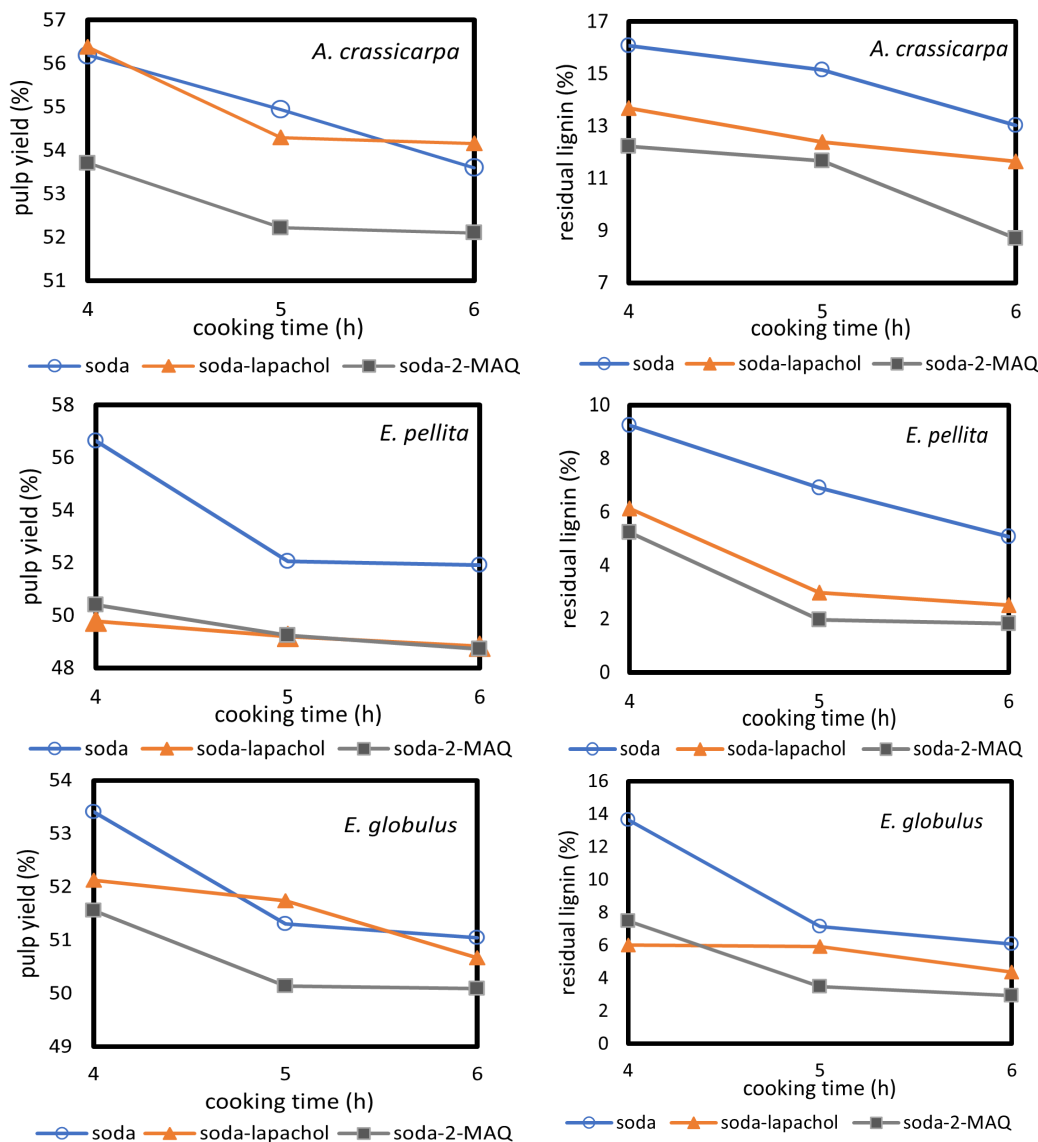 A. crassicarpa
pulp yield (%)
57
56
55
54
53
52
51
4 5 6
cooking time (h)
soda soda-lapachol soda-2-MAQ
A. crassicarpa
residual lignin (%)
17
15
13
11
9
7
4 5 6
cooking time (h)
soda soda-lapachol soda-2-MAQ
E. pellita
pulp yield (%)
58
56
54
52
50
48
4 5 6
cooking time (h)
soda soda-lapachol soda-2-MAQ
E. pellita
residual lignin (%)
10
8
6
4
2
0
4 5 6
cooking time (h)
soda soda-lapachol soda-2-MAQ
E. globulus
pulp yield (%)
54
53
52
51
50
49
4 5 6
cooking time (h)
soda soda-lapachol soda-2-MAQ
E. globulus
residual lignin (%)
16
14
12
10
8
6
4
2
0
4 5 6
cooking time (h)
soda soda-lapachol soda-2-MAQ